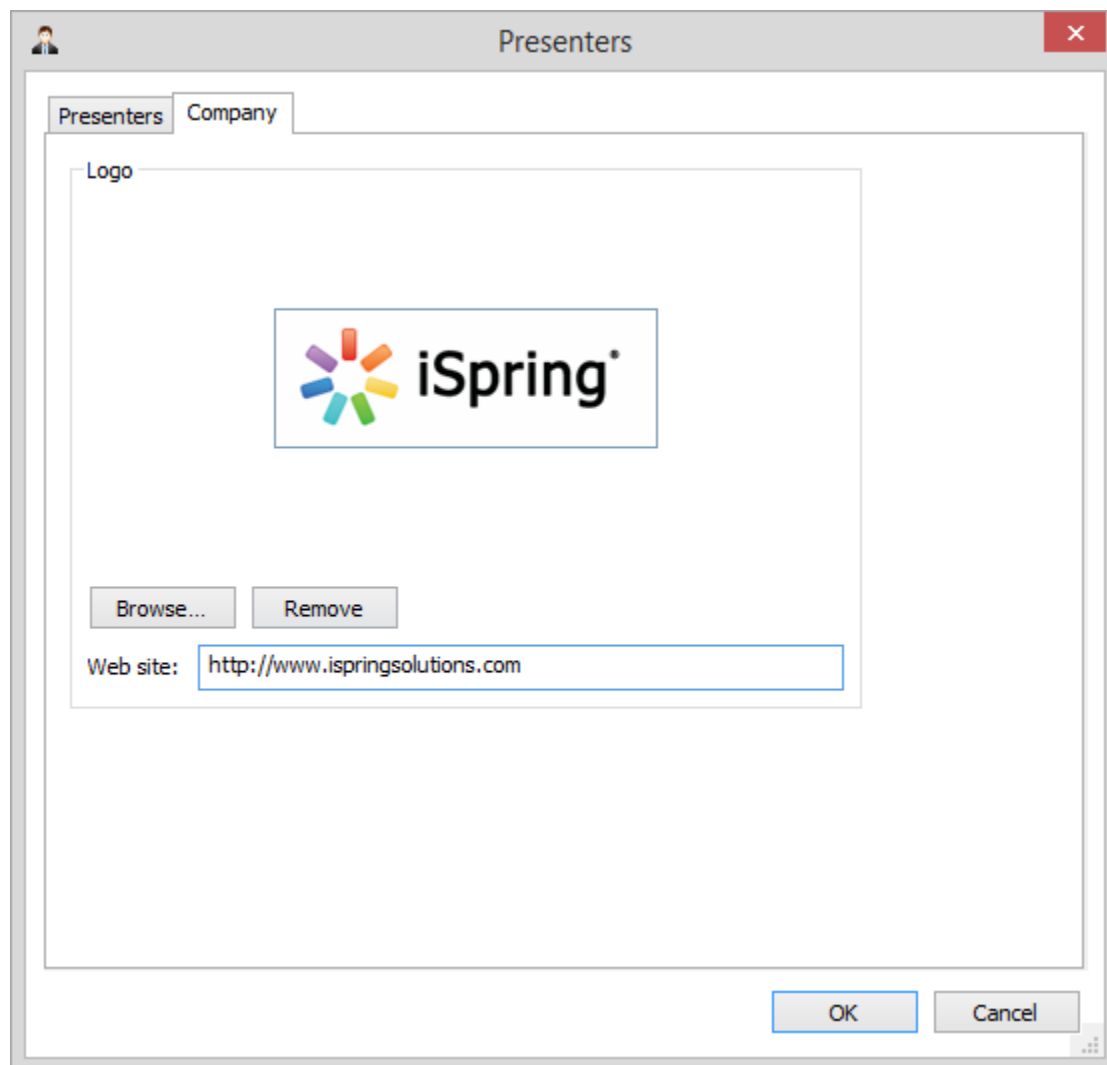 Presenters
Presenters Company
Logo
iSpring®
Browse... Remove
Web site: http://www.ispringsolutions.com
OK Cancel